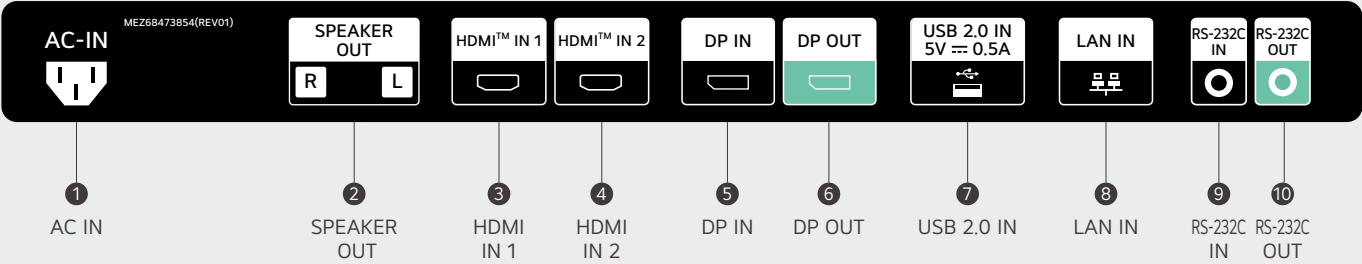 AC-IN
MEZ68473854(REV01)
SPEAKER
OUT
R
L
HDMI™ IN 1
HDMI™ IN 2
DP IN
DP OUT
USB 2.0 IN
5V ⎓ 0.5A
LAN IN
RS-232C
IN
RS-232C
OUT
1
AC IN
2
SPEAKER
OUT
3
HDMI
IN 1
4
HDMI
IN 2
5
DP IN
6
DP OUT
7
USB 2.0 IN
8
LAN IN
9
RS-232C
IN
10
RS-232C
OUT